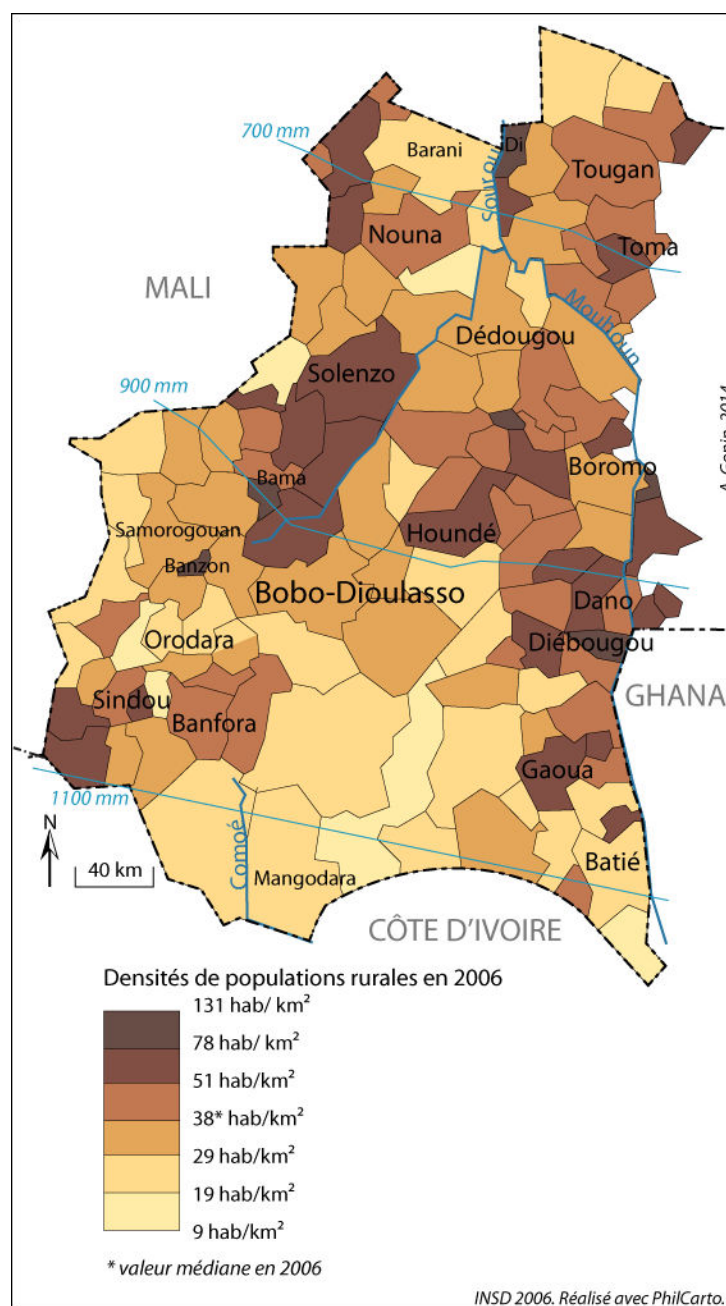 700 mm
Barani
Di
Sourou
Tougan
Nouna
Toma
MALI
Mouhoun
Dédougou
Solenzo
900 mm
A. Gonin, 2014
Bama
Boromo
Samorogouan
Houndé
Banzon
Bobo-Dioulasso
Dano
Orodara
Diébougou
Sindou
GHANA
Banfora
Gaoua
1100 mm
N
Comoé
Batié
40 km
Mangodara
CÔTE D'IVOIRE
Densités de populations rurales en 2006
131 hab/ km²
78 hab/ km²
51 hab/km²
38* hab/km²
29 hab/km²
19 hab/km²
9 hab/km²
* valeur médiane en 2006
INSD 2006. Réalisé avec PhilCarto.